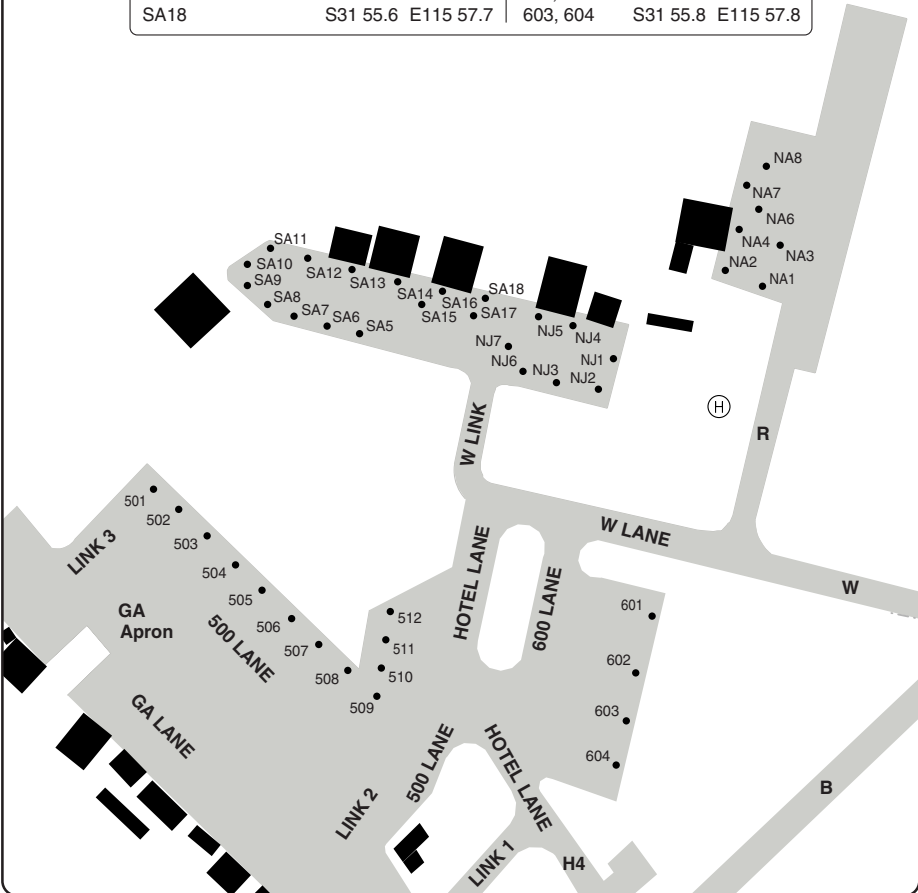 SA18 S31 55.6 E115 57.7 603, 604 S31 55.8 E115 57.8
NA8
NA7
NA6
NA4
NA3
NA2
NA1
SA11
SA10
SA9
SA8
SA7
SA6
SA5
SA12
SA13
SA14
SA15
SA16
SA17
SA18
NJ7
NJ6
NJ5
NJ4
NJ3
NJ1
NJ2
H
R
W LINK
W LANE
W
501
502
503
504
505
506
507
508
509
510
511
512
LINK 3
GA
Apron
500 LANE
GA LANE
HOTEL LANE
600 LANE
601
602
603
604
500 LANE
HOTEL LANE
LINK 2
LINK 1
H4
B